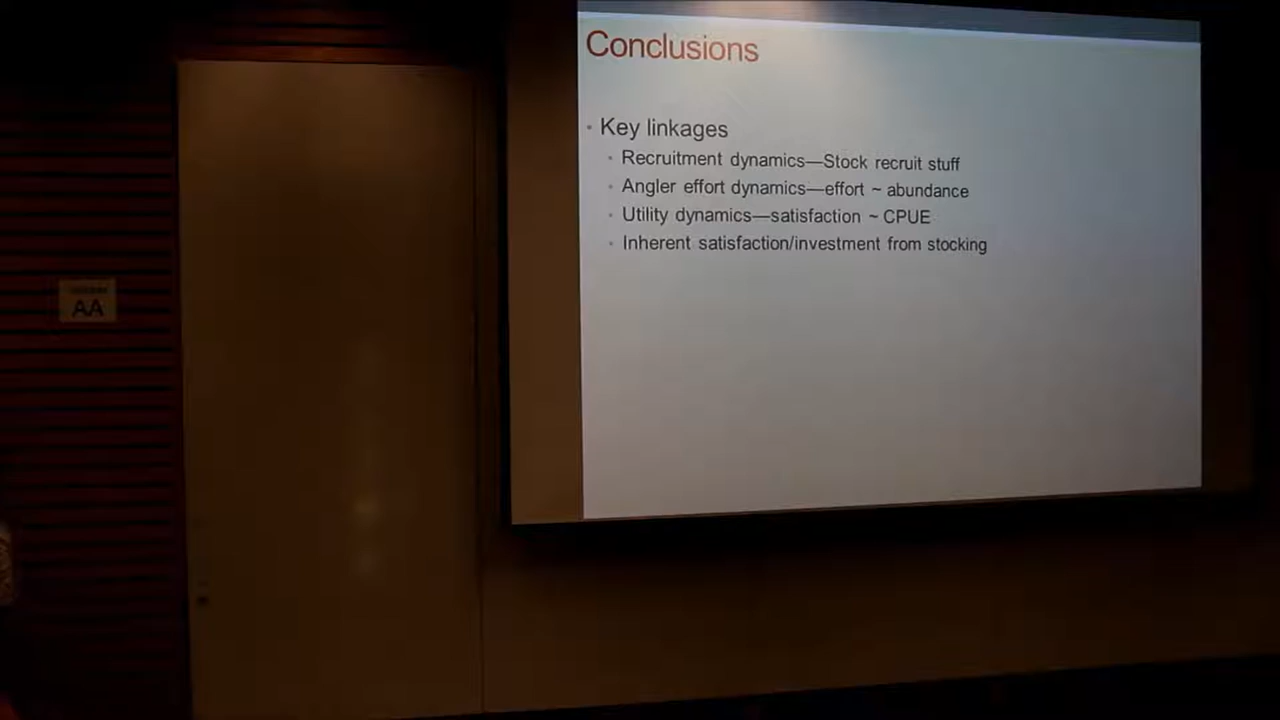 Conclusions
• Key linkages
• Recruitment dynamics—Stock recruit stuff
• Angler effort dynamics—effort ~ abundance
• Utility dynamics—satisfaction ~ CPUE
• Inherent satisfaction/investment from stocking
AA